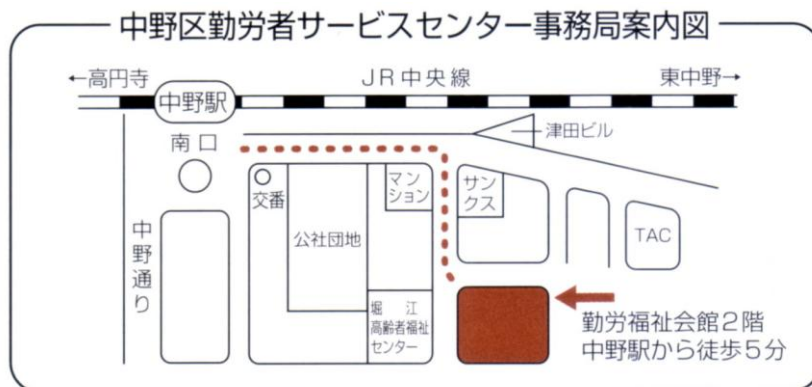 中野区勤労者サービスセンター事務局案内図
←高円寺
JR中央線
東中野→
中野駅
南口
津田ビル
交番
マン
ション
サン
クス
公社団地
TAC
中野通り
堀江
高齢者福祉
センター
勤労福祉会館2階
中野駅から徒歩5分